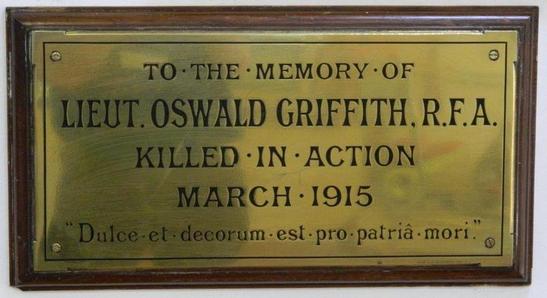 TO·THE·MEMORY·OF
LIEUT. OSWALD GRIFFITH, R.F.A.
KILLED·IN·ACTION
MARCH·1915
"Dulce·et·decorum·est·pro·patriâ·mori."